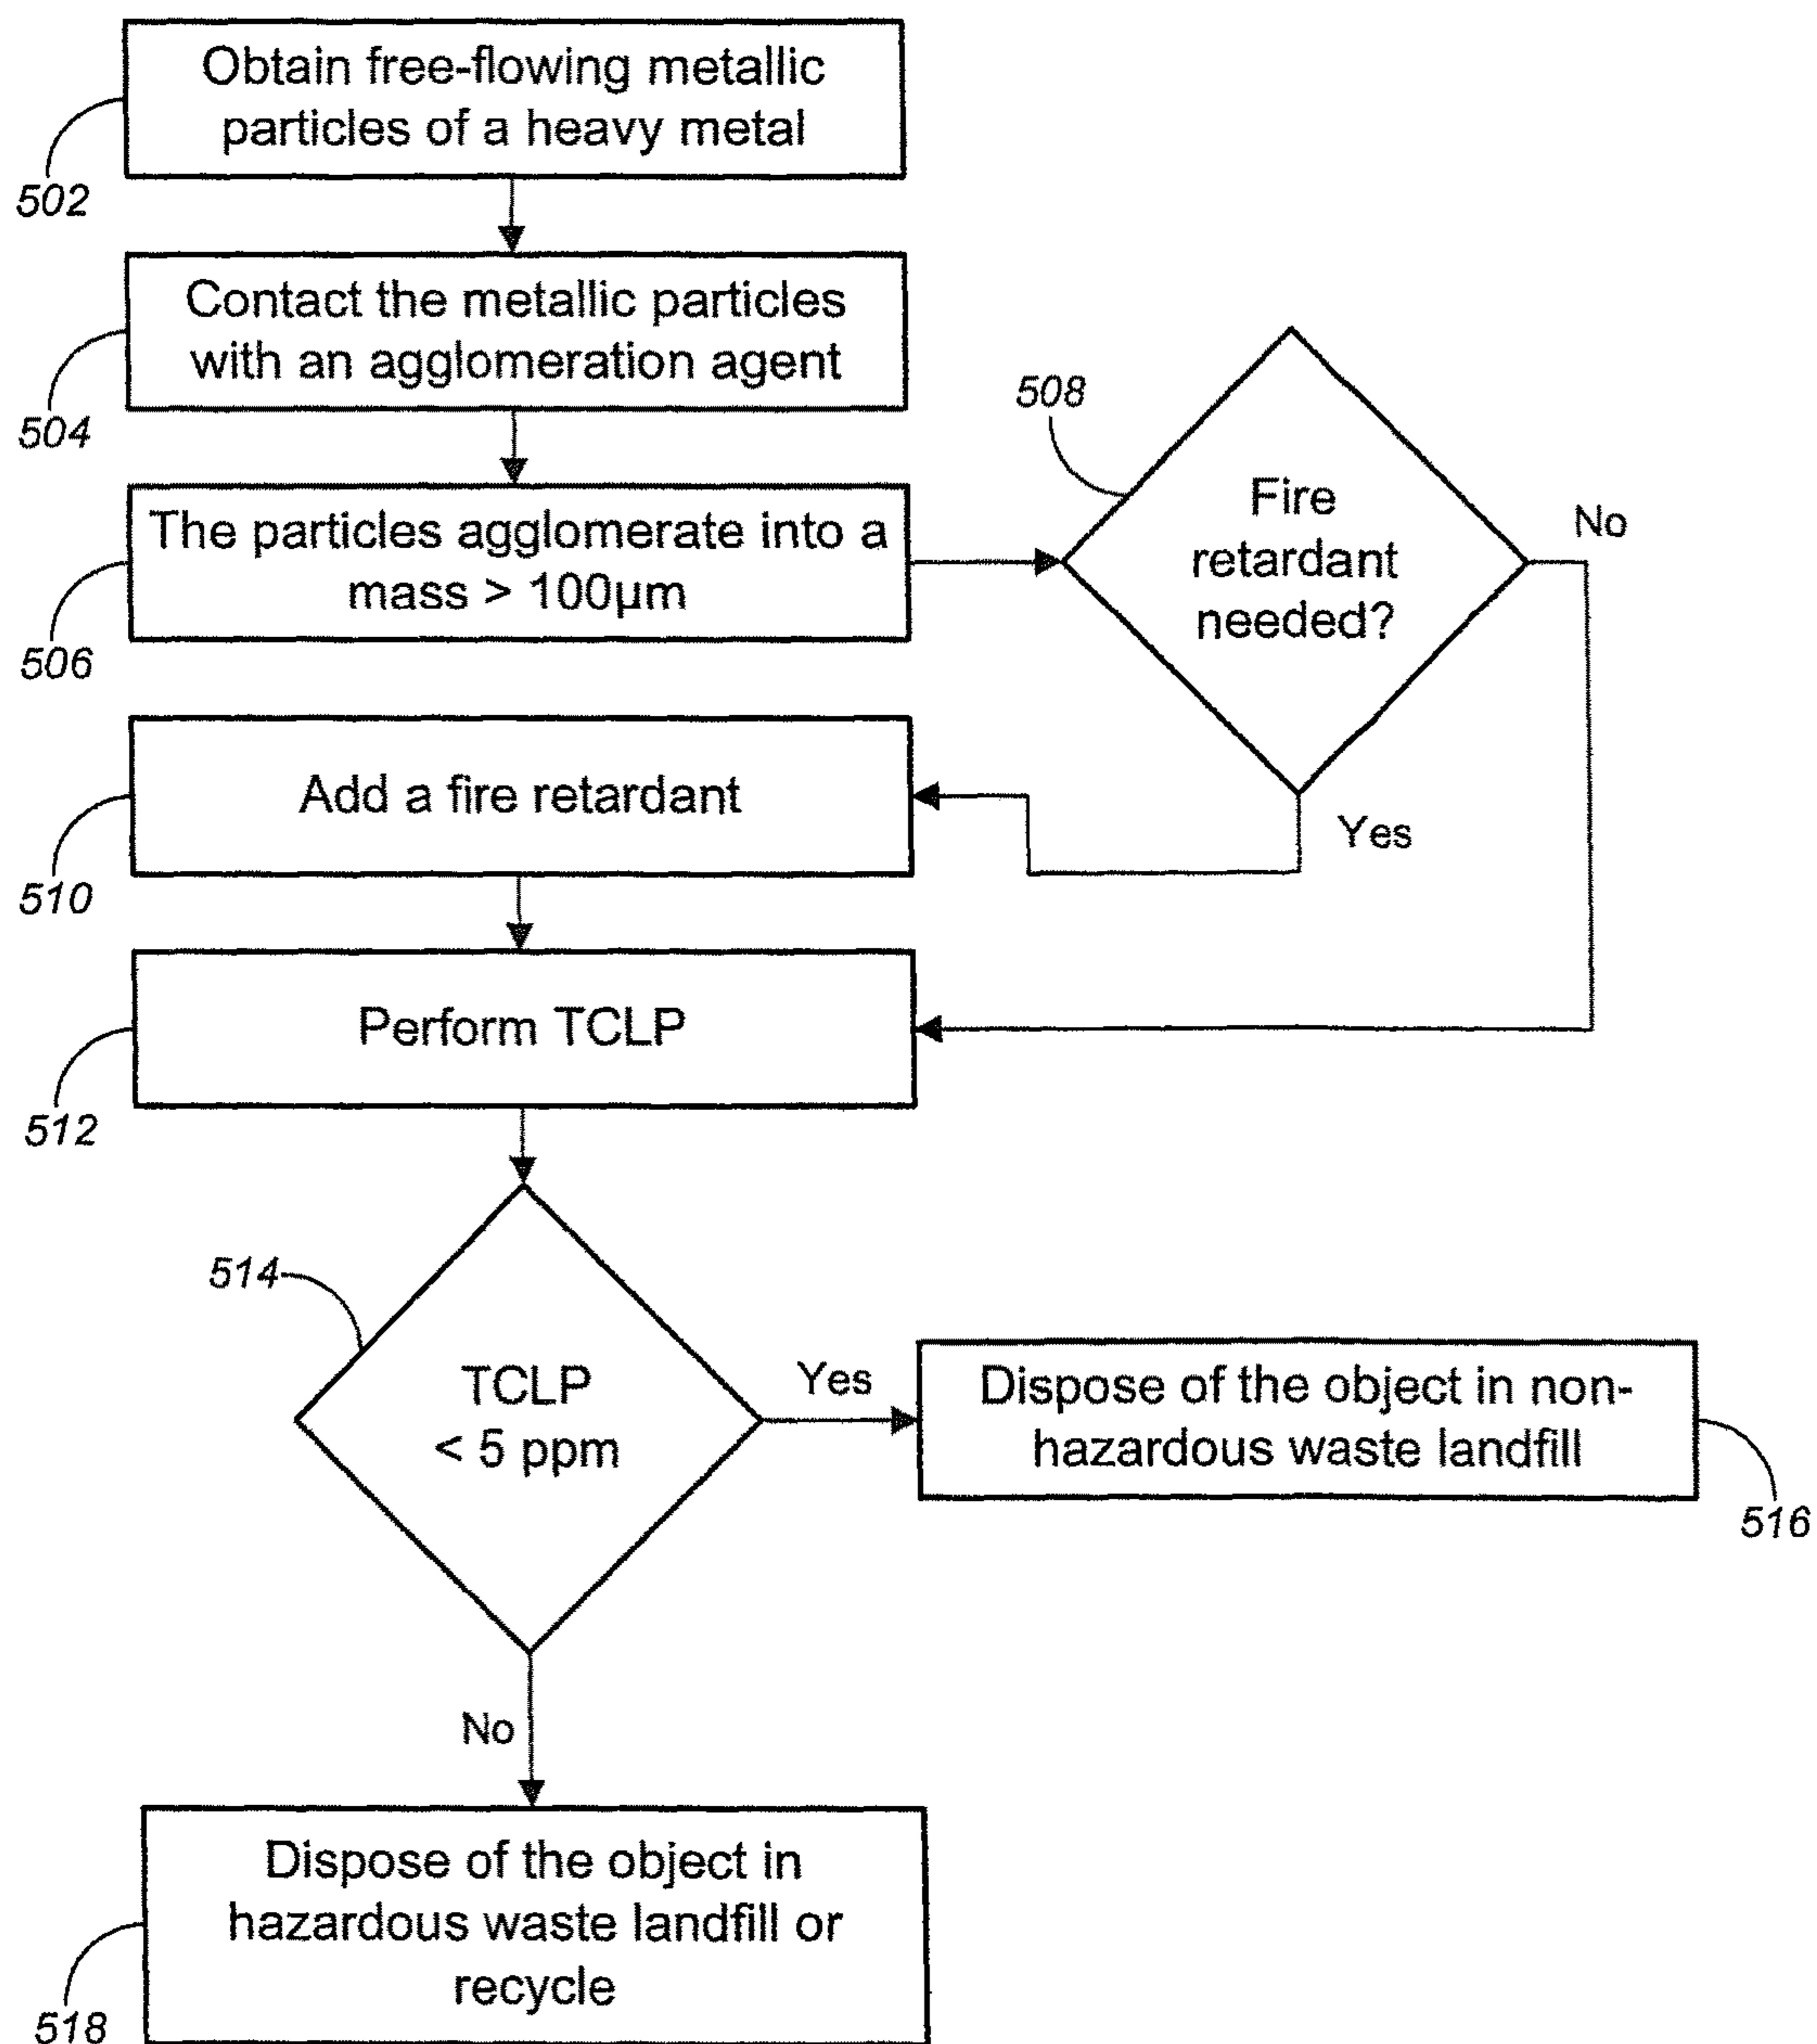 Obtain free-flowing metallic
particles of a heavy metal
502
Contact the metallic particles
with an agglomeration agent
504
The particles agglomerate into a
mass > 100µm
506
508
Fire
retardant
needed?
No
Yes
Add a fire retardant
510
Perform TCLP
512
514
TCLP
< 5 ppm
Yes
Dispose of the object in non-
hazardous waste landfill
516
No
Dispose of the object in
hazardous waste landfill or
recycle
518